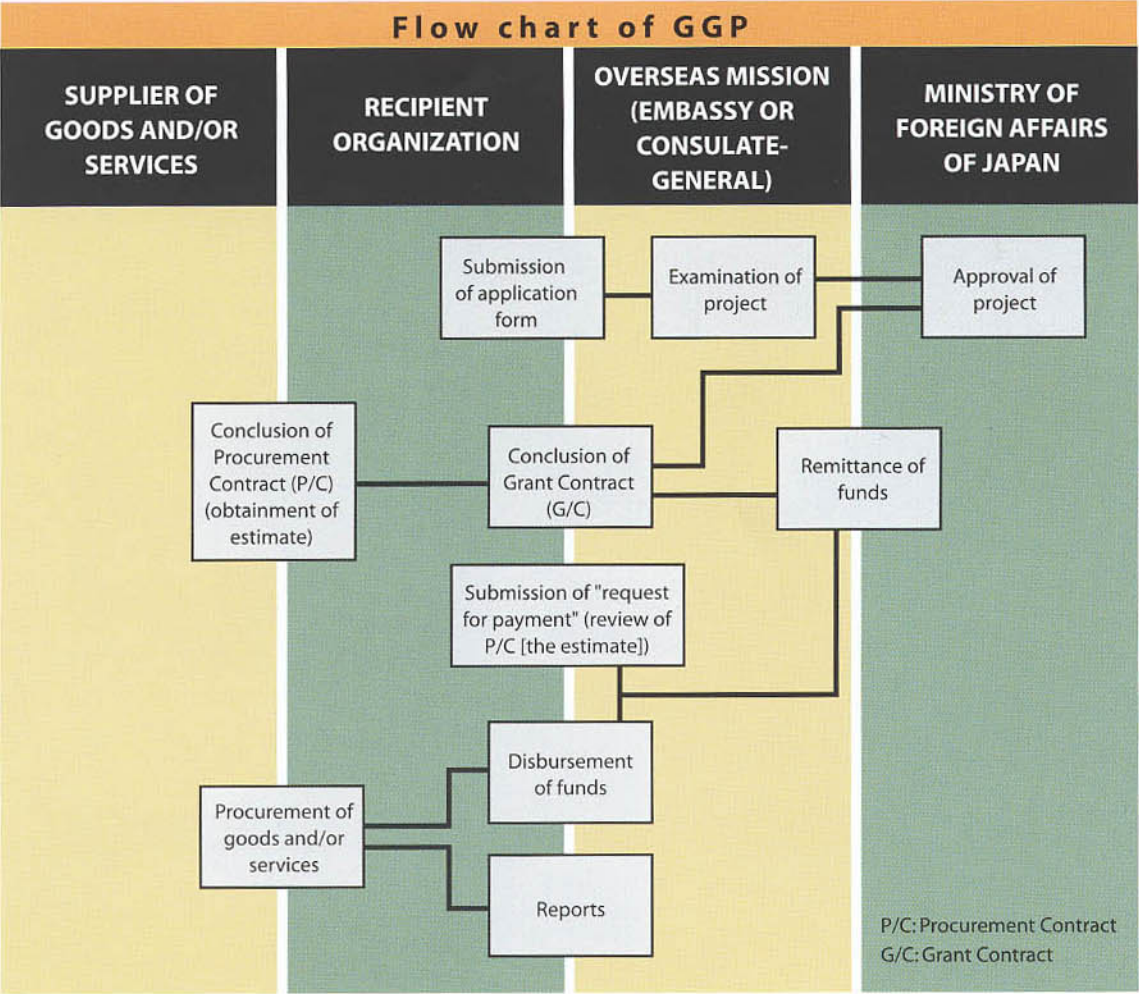 Flow chart of GGP
SUPPLIER OF
GOODS AND/OR
SERVICES
RECIPIENT
ORGANIZATION
OVERSEAS MISSION
(EMBASSY OR
CONSULATE-
GENERAL)
MINISTRY OF
FOREIGN AFFAIRS
OF JAPAN
Submission
of application
form
Examination of
project
Approval of
project
Conclusion of
Procurement
Contract (P/C)
(obtainment of
estimate)
Conclusion of
Grant Contract
(G/C)
Remittance of
funds
Submission of "request
for payment" (review of
P/C [the estimate])
Disbursement
of funds
Procurement of
goods and/or
services
Reports
P/C: Procurement Contract
G/C: Grant Contract